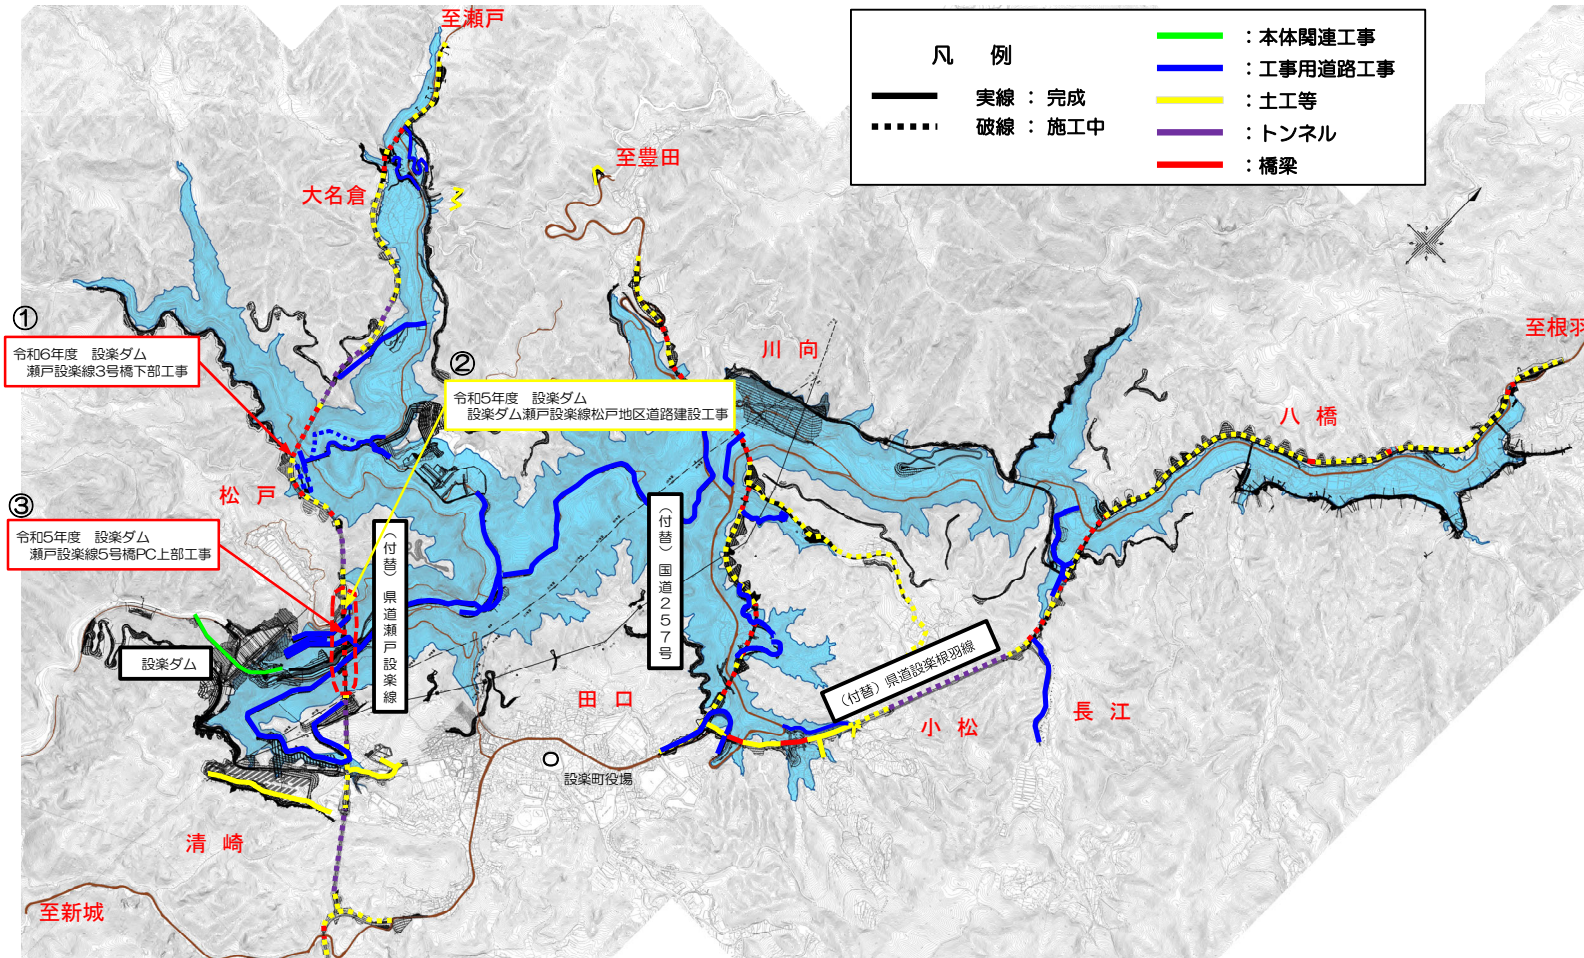 至瀬戸
凡 例
実線 : 完成
破線 : 施工中
: 本体関連工事
: 工事用道路工事
: 土工等
: トンネル
: 橋梁
至豊田
大名倉
①
令和6年度 設楽ダム
瀬戸設楽線3号橋下部工事
②
令和5年度 設楽ダム
設楽ダム瀬戸設楽線松戸地区道路建設工事
川 向
至根羽
八 橋
松 戸
③
令和5年度 設楽ダム
瀬戸設楽線5号橋PC上部工事
(付替) 県道瀬戸設楽線
(付替) 国道257号
設楽ダム
(付替) 県道設楽根羽線
田 口
小 松
長 江
設楽町役場
清 崎
至新城